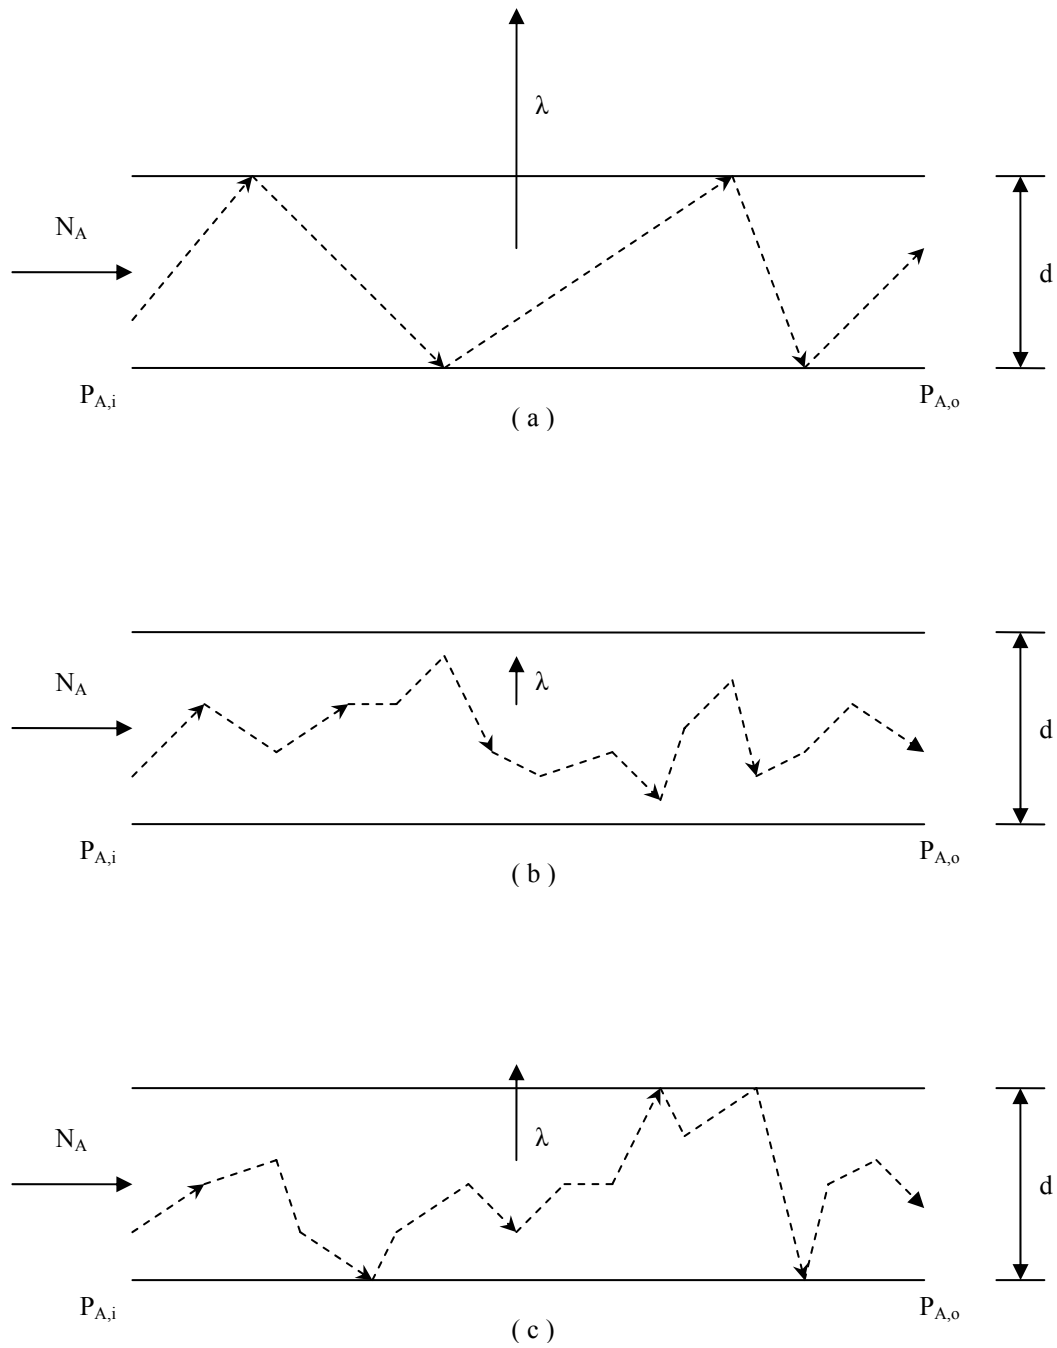 λ
N_A
d
P_A,i
P_A,o
( a )
N_A
λ
d
P_A,i
P_A,o
( b )
N_A
λ
d
P_A,i
P_A,o
( c )